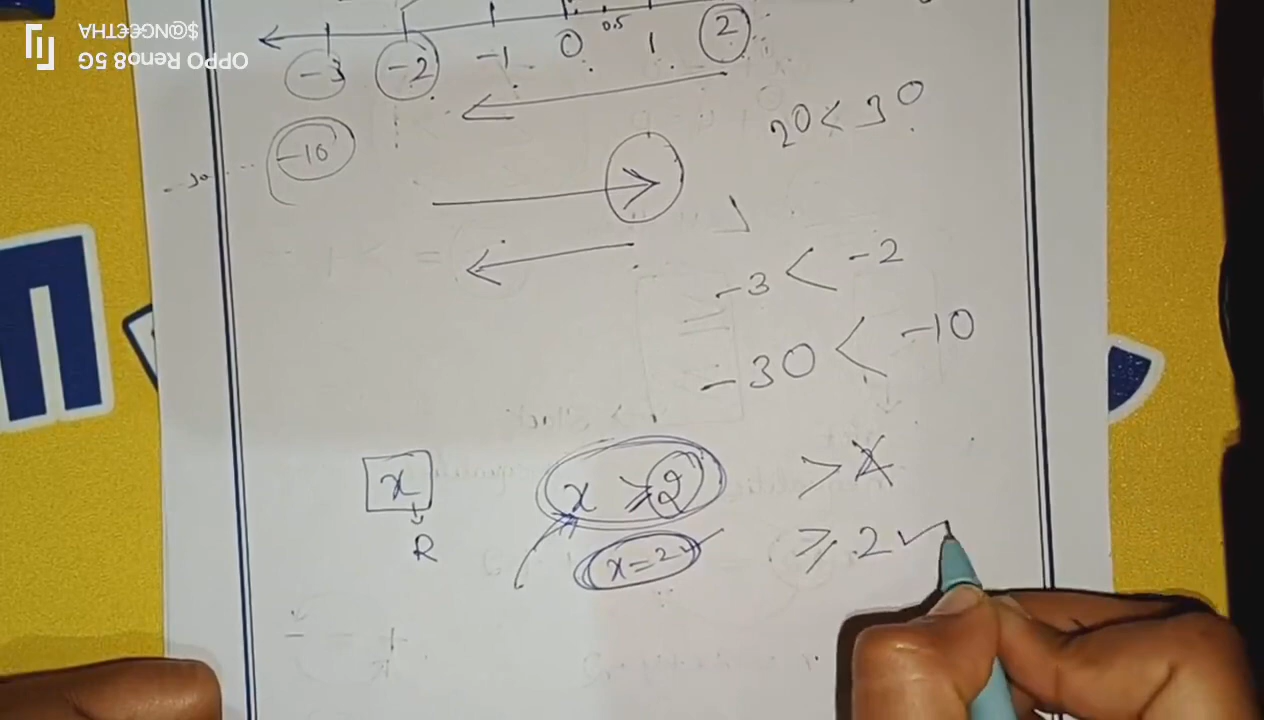 $@NGEETHA
OPPO Reno8 5G
-3 -2 -1 0 0.5 1 2
20 < 30
-10
-3 < -2
-30 < -10
x x ≥ 2 >
R x = 2 ≥ 2